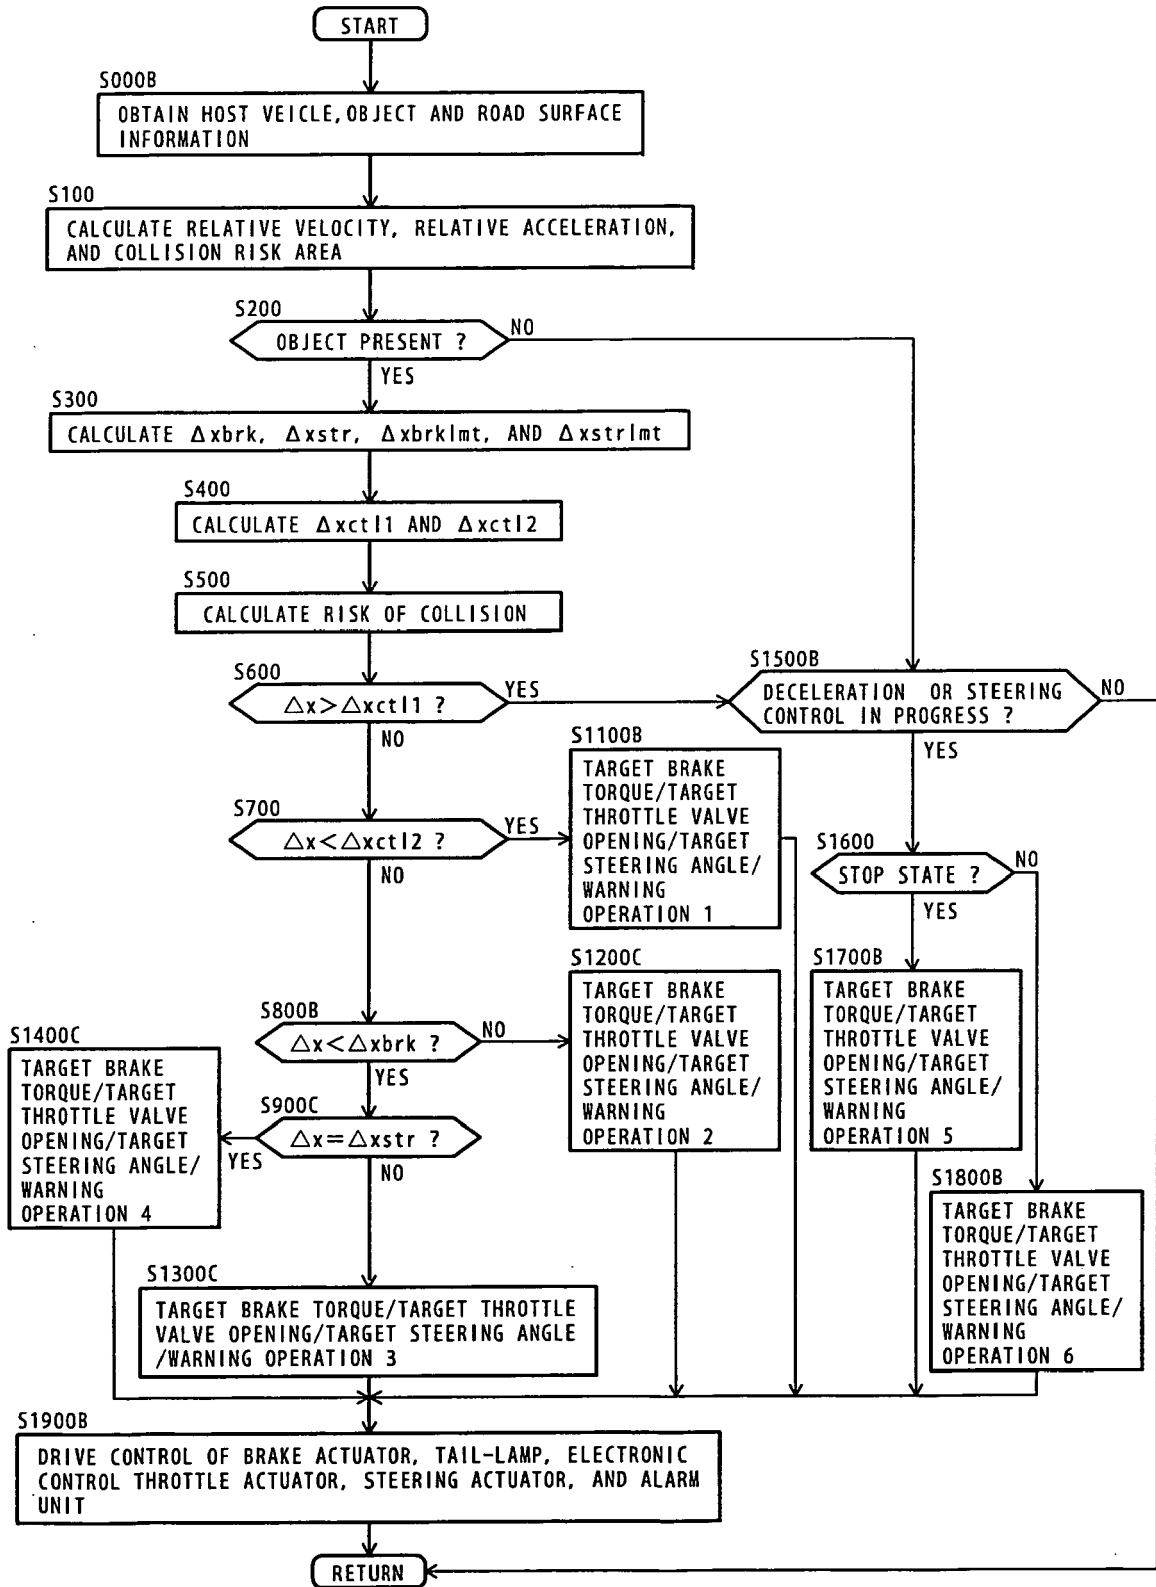 START
S000B
OBTAIN HOST VEICLE,OBJECT AND ROAD SURFACE
INFORMATION
S100
CALCULATE RELATIVE VELOCITY, RELATIVE ACCELERATION,
AND COLLISION RISK AREA
S200
OBJECT PRESENT ?
NO
YES
S300
CALCULATE Δxbrk, Δxstr, Δxbrklmt, AND Δxstrlmt
S400
CALCULATE Δxctl1 AND Δxctl2
S500
CALCULATE RISK OF COLLISION
S600
Δx>Δxctl1 ?
YES
NO
S1500B
DECELERATION OR STEERING
CONTROL IN PROGRESS ?
NO
YES
S700
Δx<Δxctl2 ?
YES
NO
S1100B
TARGET BRAKE
TORQUE/TARGET
THROTTLE VALVE
OPENING/TARGET
STEERING ANGLE/
WARNING
OPERATION 1
S1600
STOP STATE ?
NO
YES
S800B
Δx<Δxbrk ?
NO
YES
S1200C
TARGET BRAKE
TORQUE/TARGET
THROTTLE VALVE
OPENING/TARGET
STEERING ANGLE/
WARNING
OPERATION 2
S1700B
TARGET BRAKE
TORQUE/TARGET
THROTTLE VALVE
OPENING/TARGET
STEERING ANGLE/
WARNING
OPERATION 5
S900C
Δx=Δxstr ?
YES
NO
S1400C
TARGET BRAKE
TORQUE/TARGET
THROTTLE VALVE
OPENING/TARGET
STEERING ANGLE/
WARNING
OPERATION 4
S1800B
TARGET BRAKE
TORQUE/TARGET
THROTTLE VALVE
OPENING/TARGET
STEERING ANGLE/
WARNING
OPERATION 6
S1300C
TARGET BRAKE TORQUE/TARGET THROTTLE
VALVE OPENING/TARGET STEERING ANGLE
/WARNING OPERATION 3
S1900B
DRIVE CONTROL OF BRAKE ACTUATOR, TAIL-LAMP, ELECTRONIC
CONTROL THROTTLE ACTUATOR, STEERING ACTUATOR, AND ALARM
UNIT
RETURN